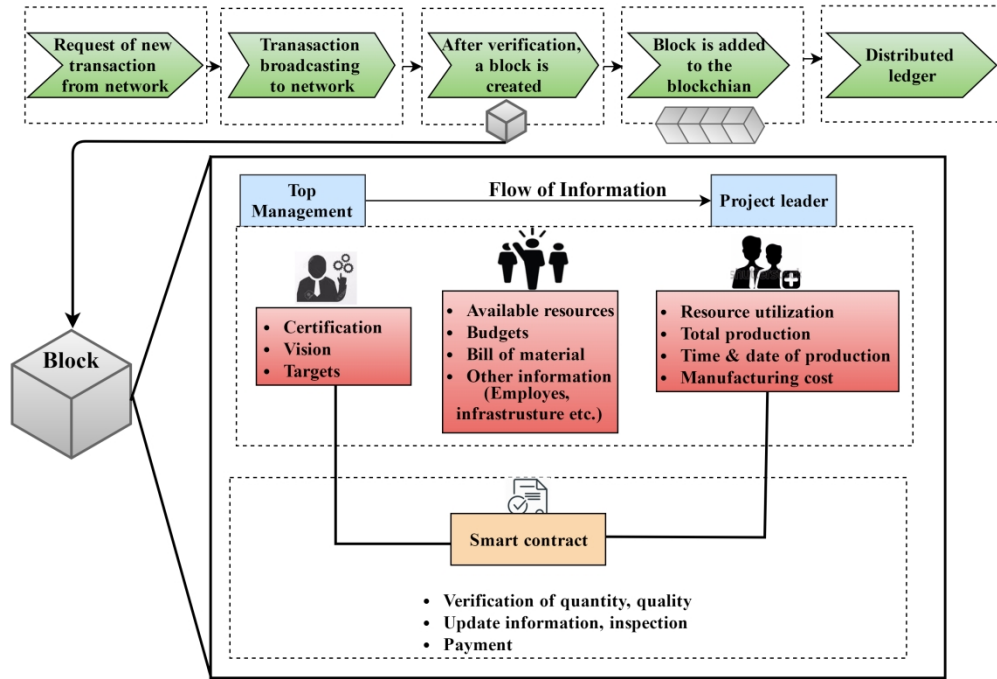 Request of new
transaction
from network
Tranasaction
broadcasting
to network
After verification,
a block is
created
Block is added
to the
blockchian
Distributed
ledger
Top
Management
Flow of Information
Project leader
• Certification
• Vision
• Targets
• Available resources
• Budgets
• Bill of material
• Other information
(Employes,
infrastrusture etc.)
• Resource utilization
• Total production
• Time & date of production
• Manufacturing cost
Block
Smart contract
• Verification of quantity, quality
• Update information, inspection
• Payment